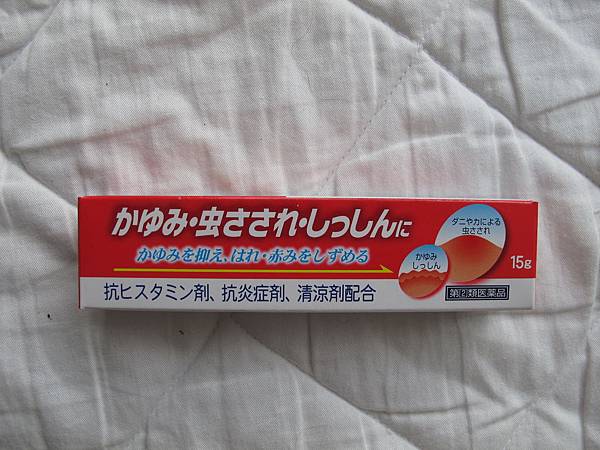 かゆみ・虫さされ・しっしんに
かゆみを抑え、はれ・赤みをしずめる
抗ヒスタミン剤、抗炎症剤、清涼剤配合
かゆみ
しっしん
ダニや力による
虫さされ
15g
第②類医薬品